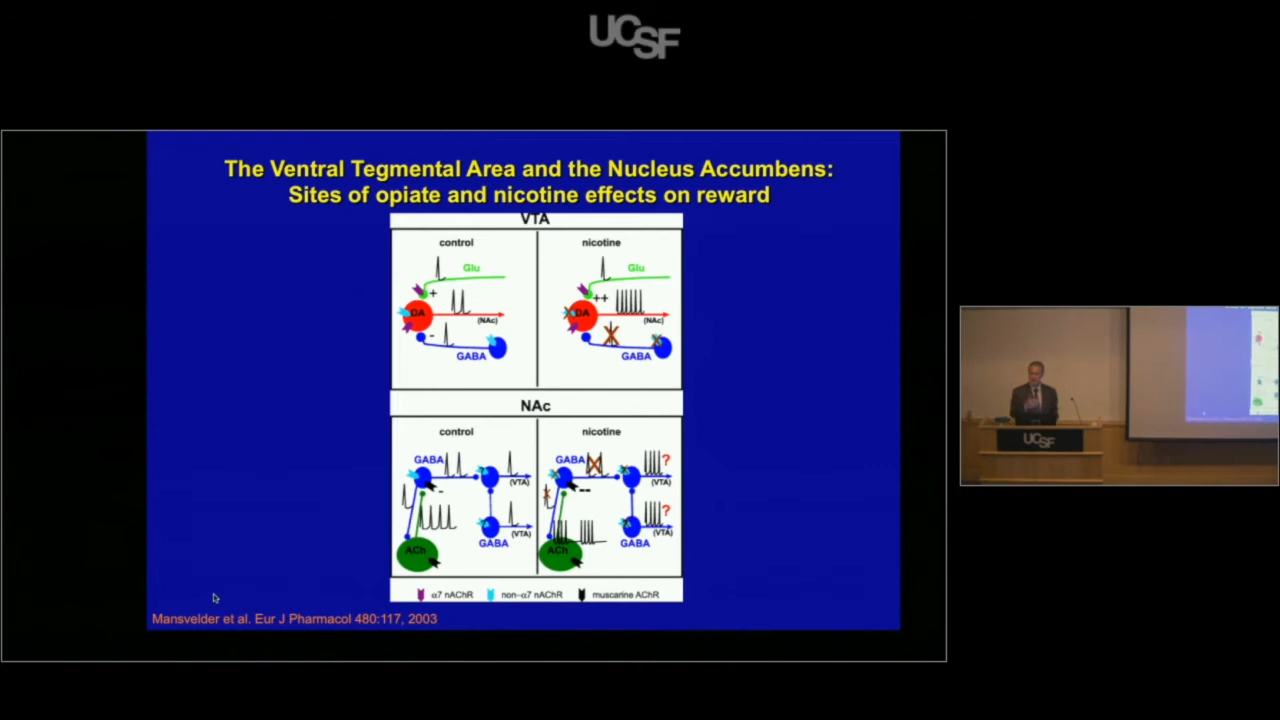 UCSF
The Ventral Tegmental Area and the Nucleus Accumbens:
Sites of opiate and nicotine effects on reward
VTA
control
nicotine
Glu
Glu
+
++
DA
DA
(NAc)
(NAc)
-
GABA
GABA
NAc
control
nicotine
GABA
GABA
?
(VTA)
(VTA)
-
--
?
(VTA)
(VTA)
GABA
GABA
ACh
ACh
α7 nAChR
non-α7 nAChR
muscarine AChR
Mansvelder et al. Eur J Pharmacol 480:117, 2003
UCSF